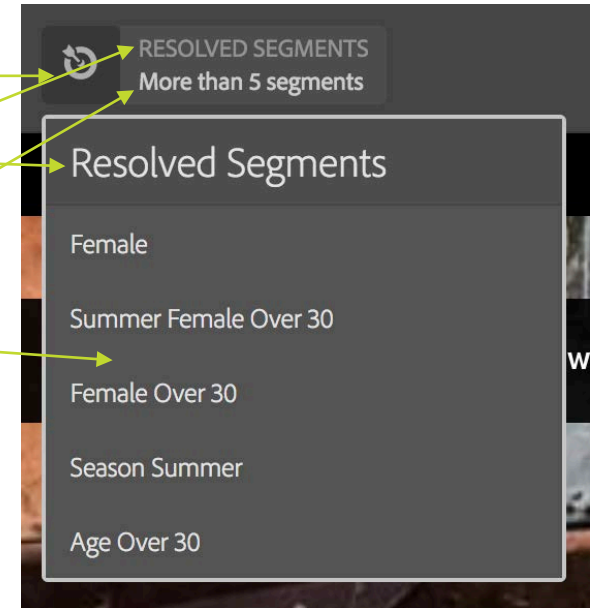 RESOLVED SEGMENTS
More than 5 segments
Resolved Segments
Female
Summer Female Over 30
W
Female Over 30
Season Summer
Age Over 30